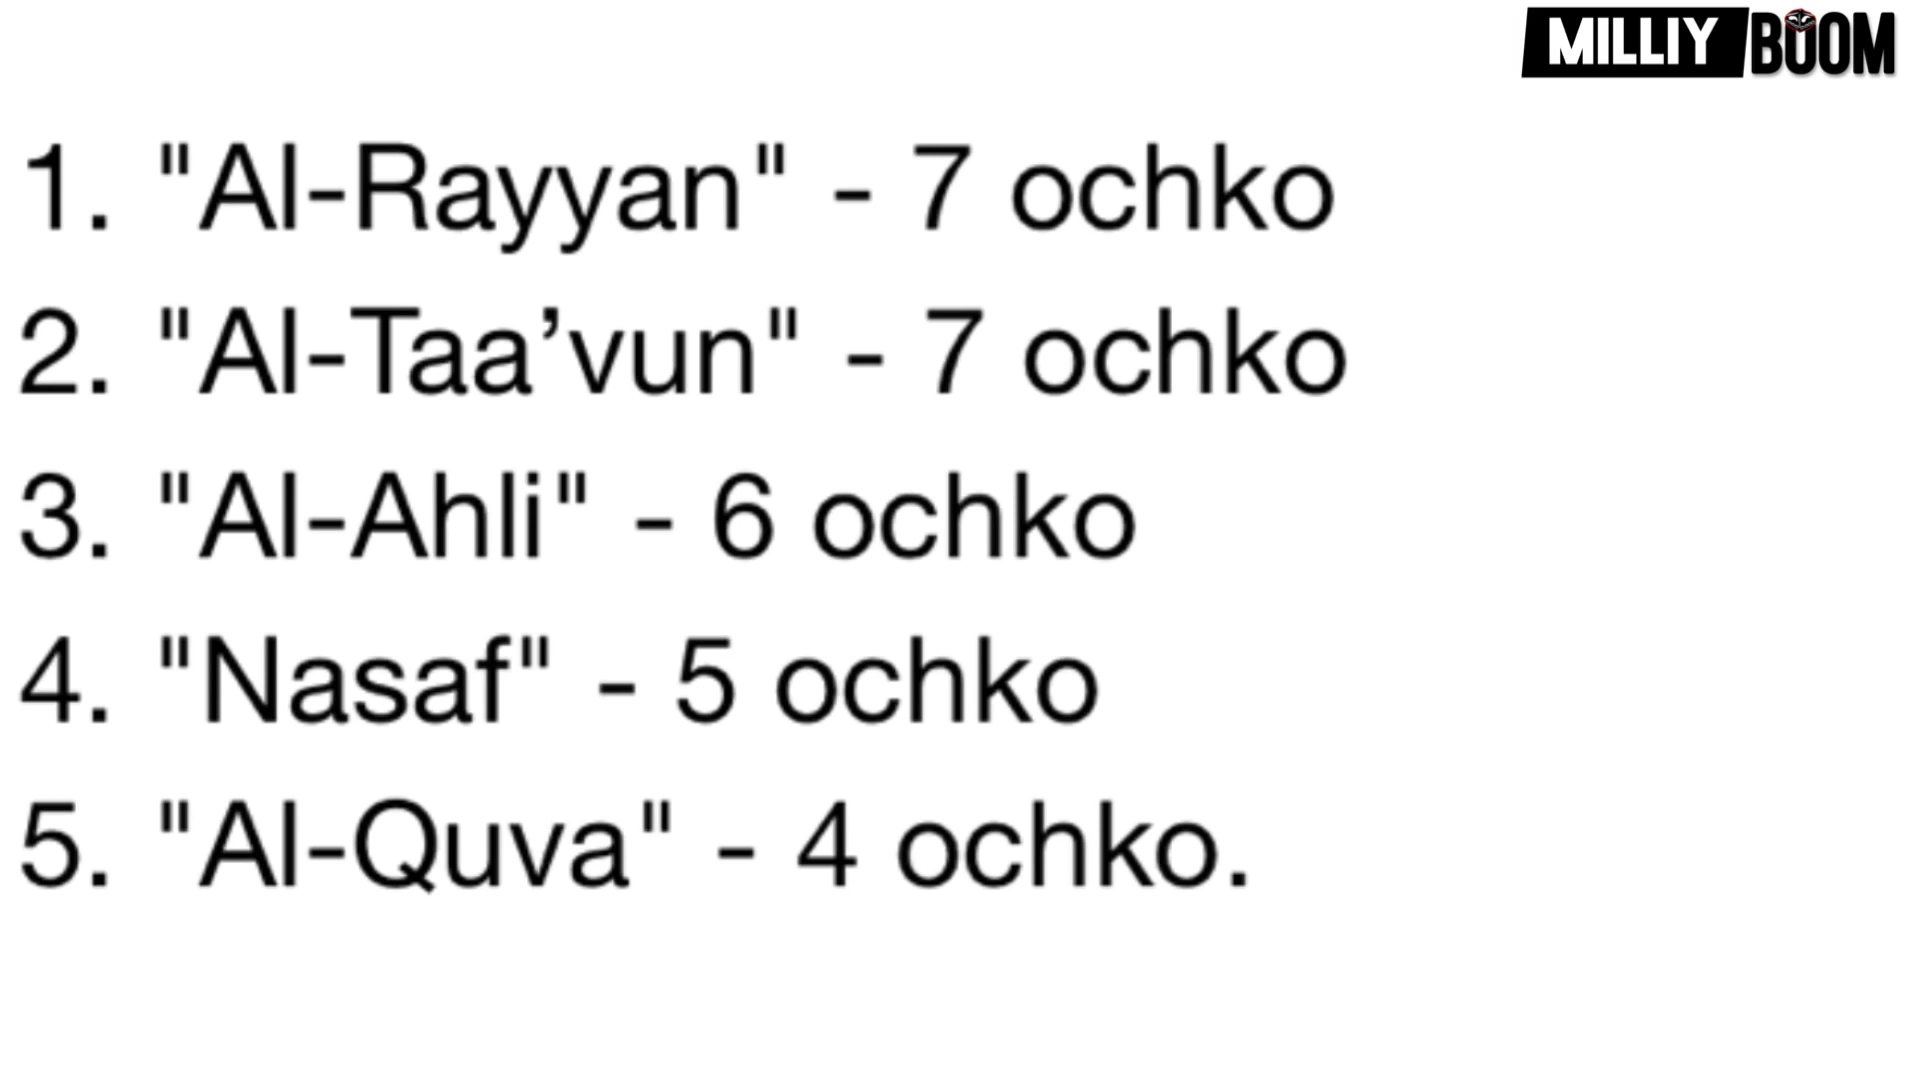 MILLIY BOOM
1. "Al-Rayyan" - 7 ochko
2. "Al-Taa’vun" - 7 ochko
3. "Al-Ahli" - 6 ochko
4. "Nasaf" - 5 ochko
5. "Al-Quva" - 4 ochko.